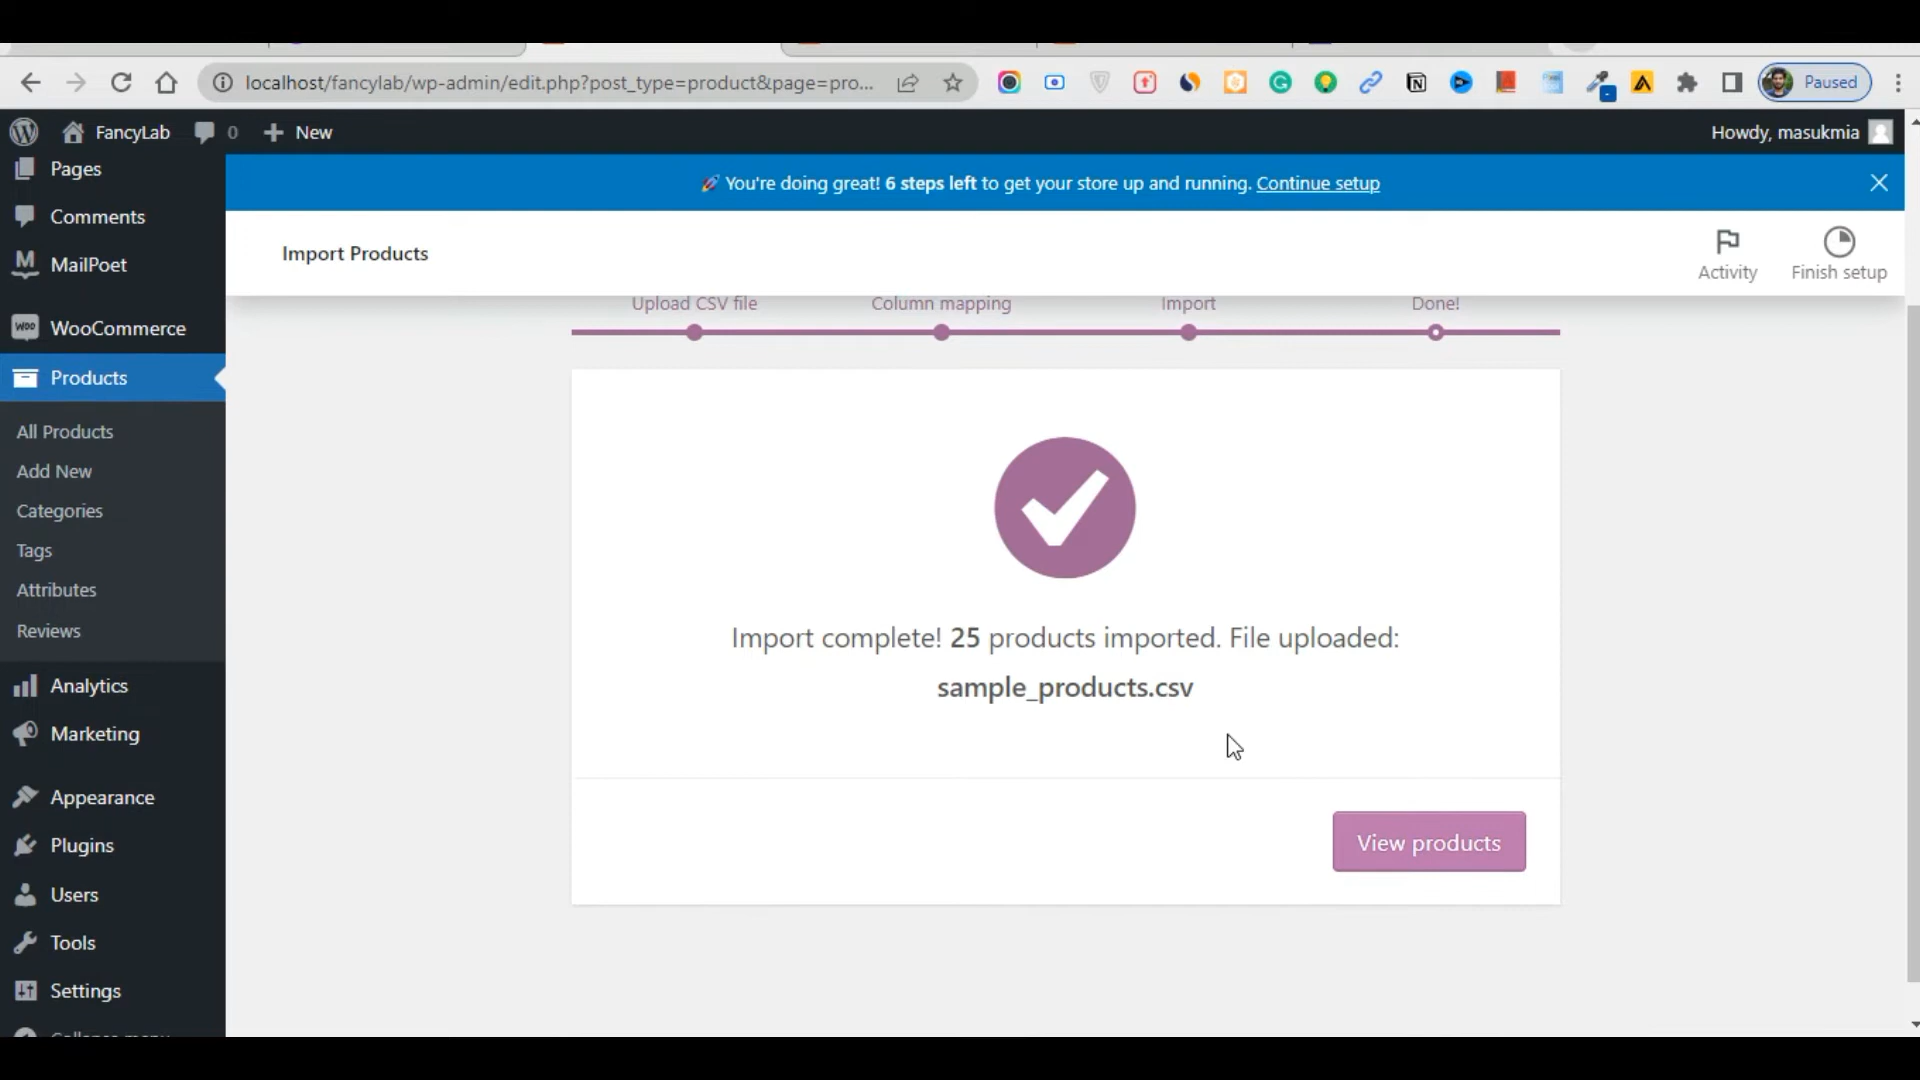 localhost/fancylab/wp-admin/edit.php?post_type=product&page=pro...
Paused
FancyLab
0
New
Howdy, masukmia
Pages
Comments
MailPoet
WooCommerce
Products
All Products
Add New
Categories
Tags
Attributes
Reviews
Analytics
Marketing
Appearance
Plugins
Users
Tools
Settings
🚀 You're doing great! 6 steps left to get your store up and running. Continue setup
Import Products
Activity
Finish setup
Upload CSV file
Column mapping
Import
Done!
Import complete! 25 products imported. File uploaded:
sample_products.csv
View products